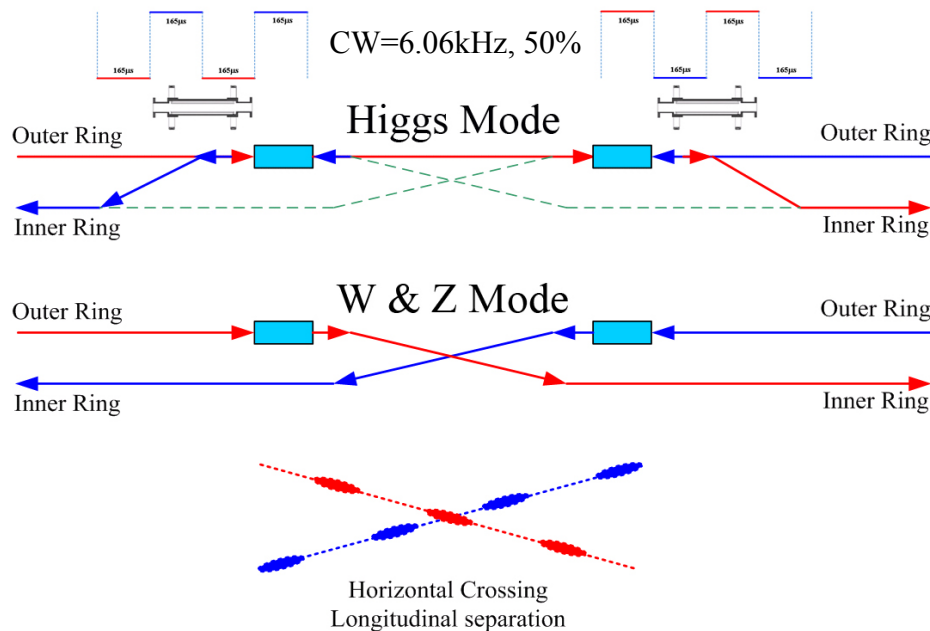 165μs 165μs 165μs 165μs
165μs 165μs 165μs 165μs
CW=6.06kHz, 50%
Higgs Mode
Outer Ring Outer Ring
Inner Ring Inner Ring
W & Z Mode
Outer Ring Outer Ring
Inner Ring Inner Ring
Horizontal Crossing
Longitudinal separation